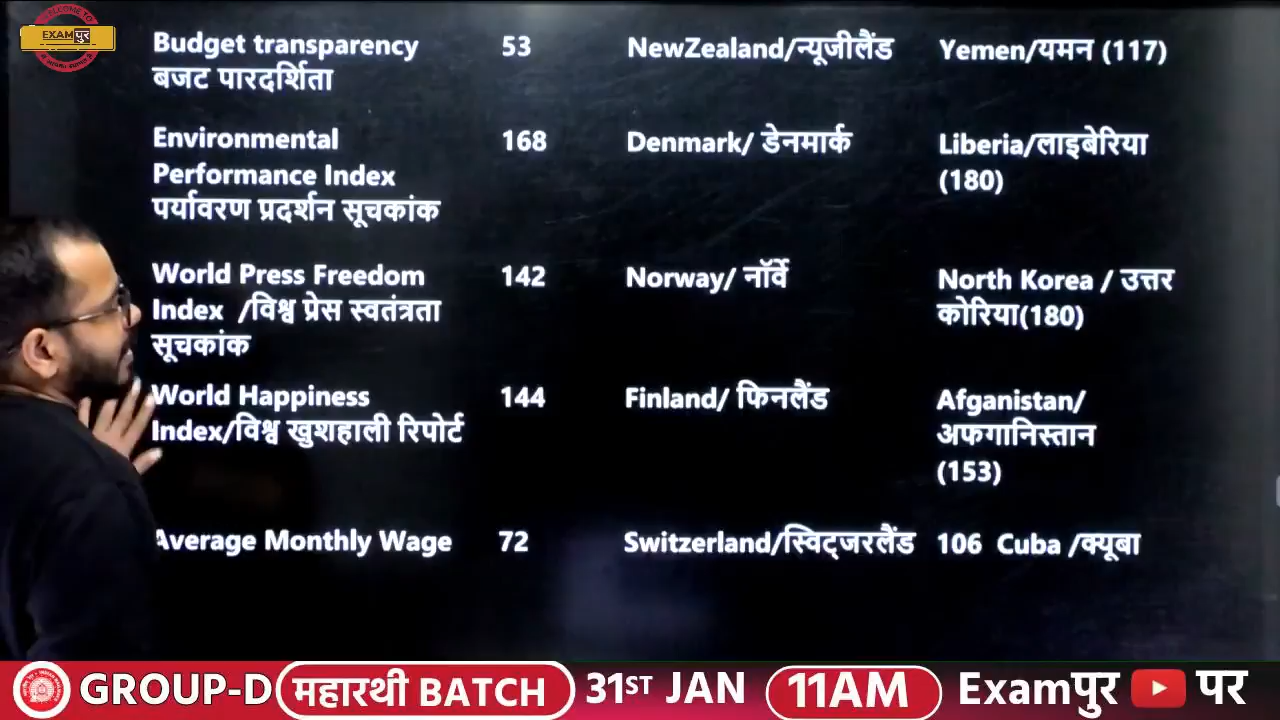 WELCOME TO
EXAMपुर
Budget transparency 53 NewZealand/न्यूजीलैंड Yemen/यमन (117)
बजट पारदर्शिता
Environmental 168 Denmark/ डेनमार्क Liberia/लाइबेरिया
Performance Index (180)
पर्यावरण प्रदर्शन सूचकांक
World Press Freedom 142 Norway/ नॉर्वे North Korea / उत्तर
Index /विश्व प्रेस स्वतंत्रता कोरिया(180)
सूचकांक
World Happiness 144 Finland/ फिनलैंड Afganistan/
Index/विश्व खुशहाली रिपोर्ट अफगानिस्तान
(153)
Average Monthly Wage 72 Switzerland/स्विट्जरलैंड 106 Cuba /क्यूबा
GROUP-D महारथी BATCH 31ST JAN 11AM Examपुर पर